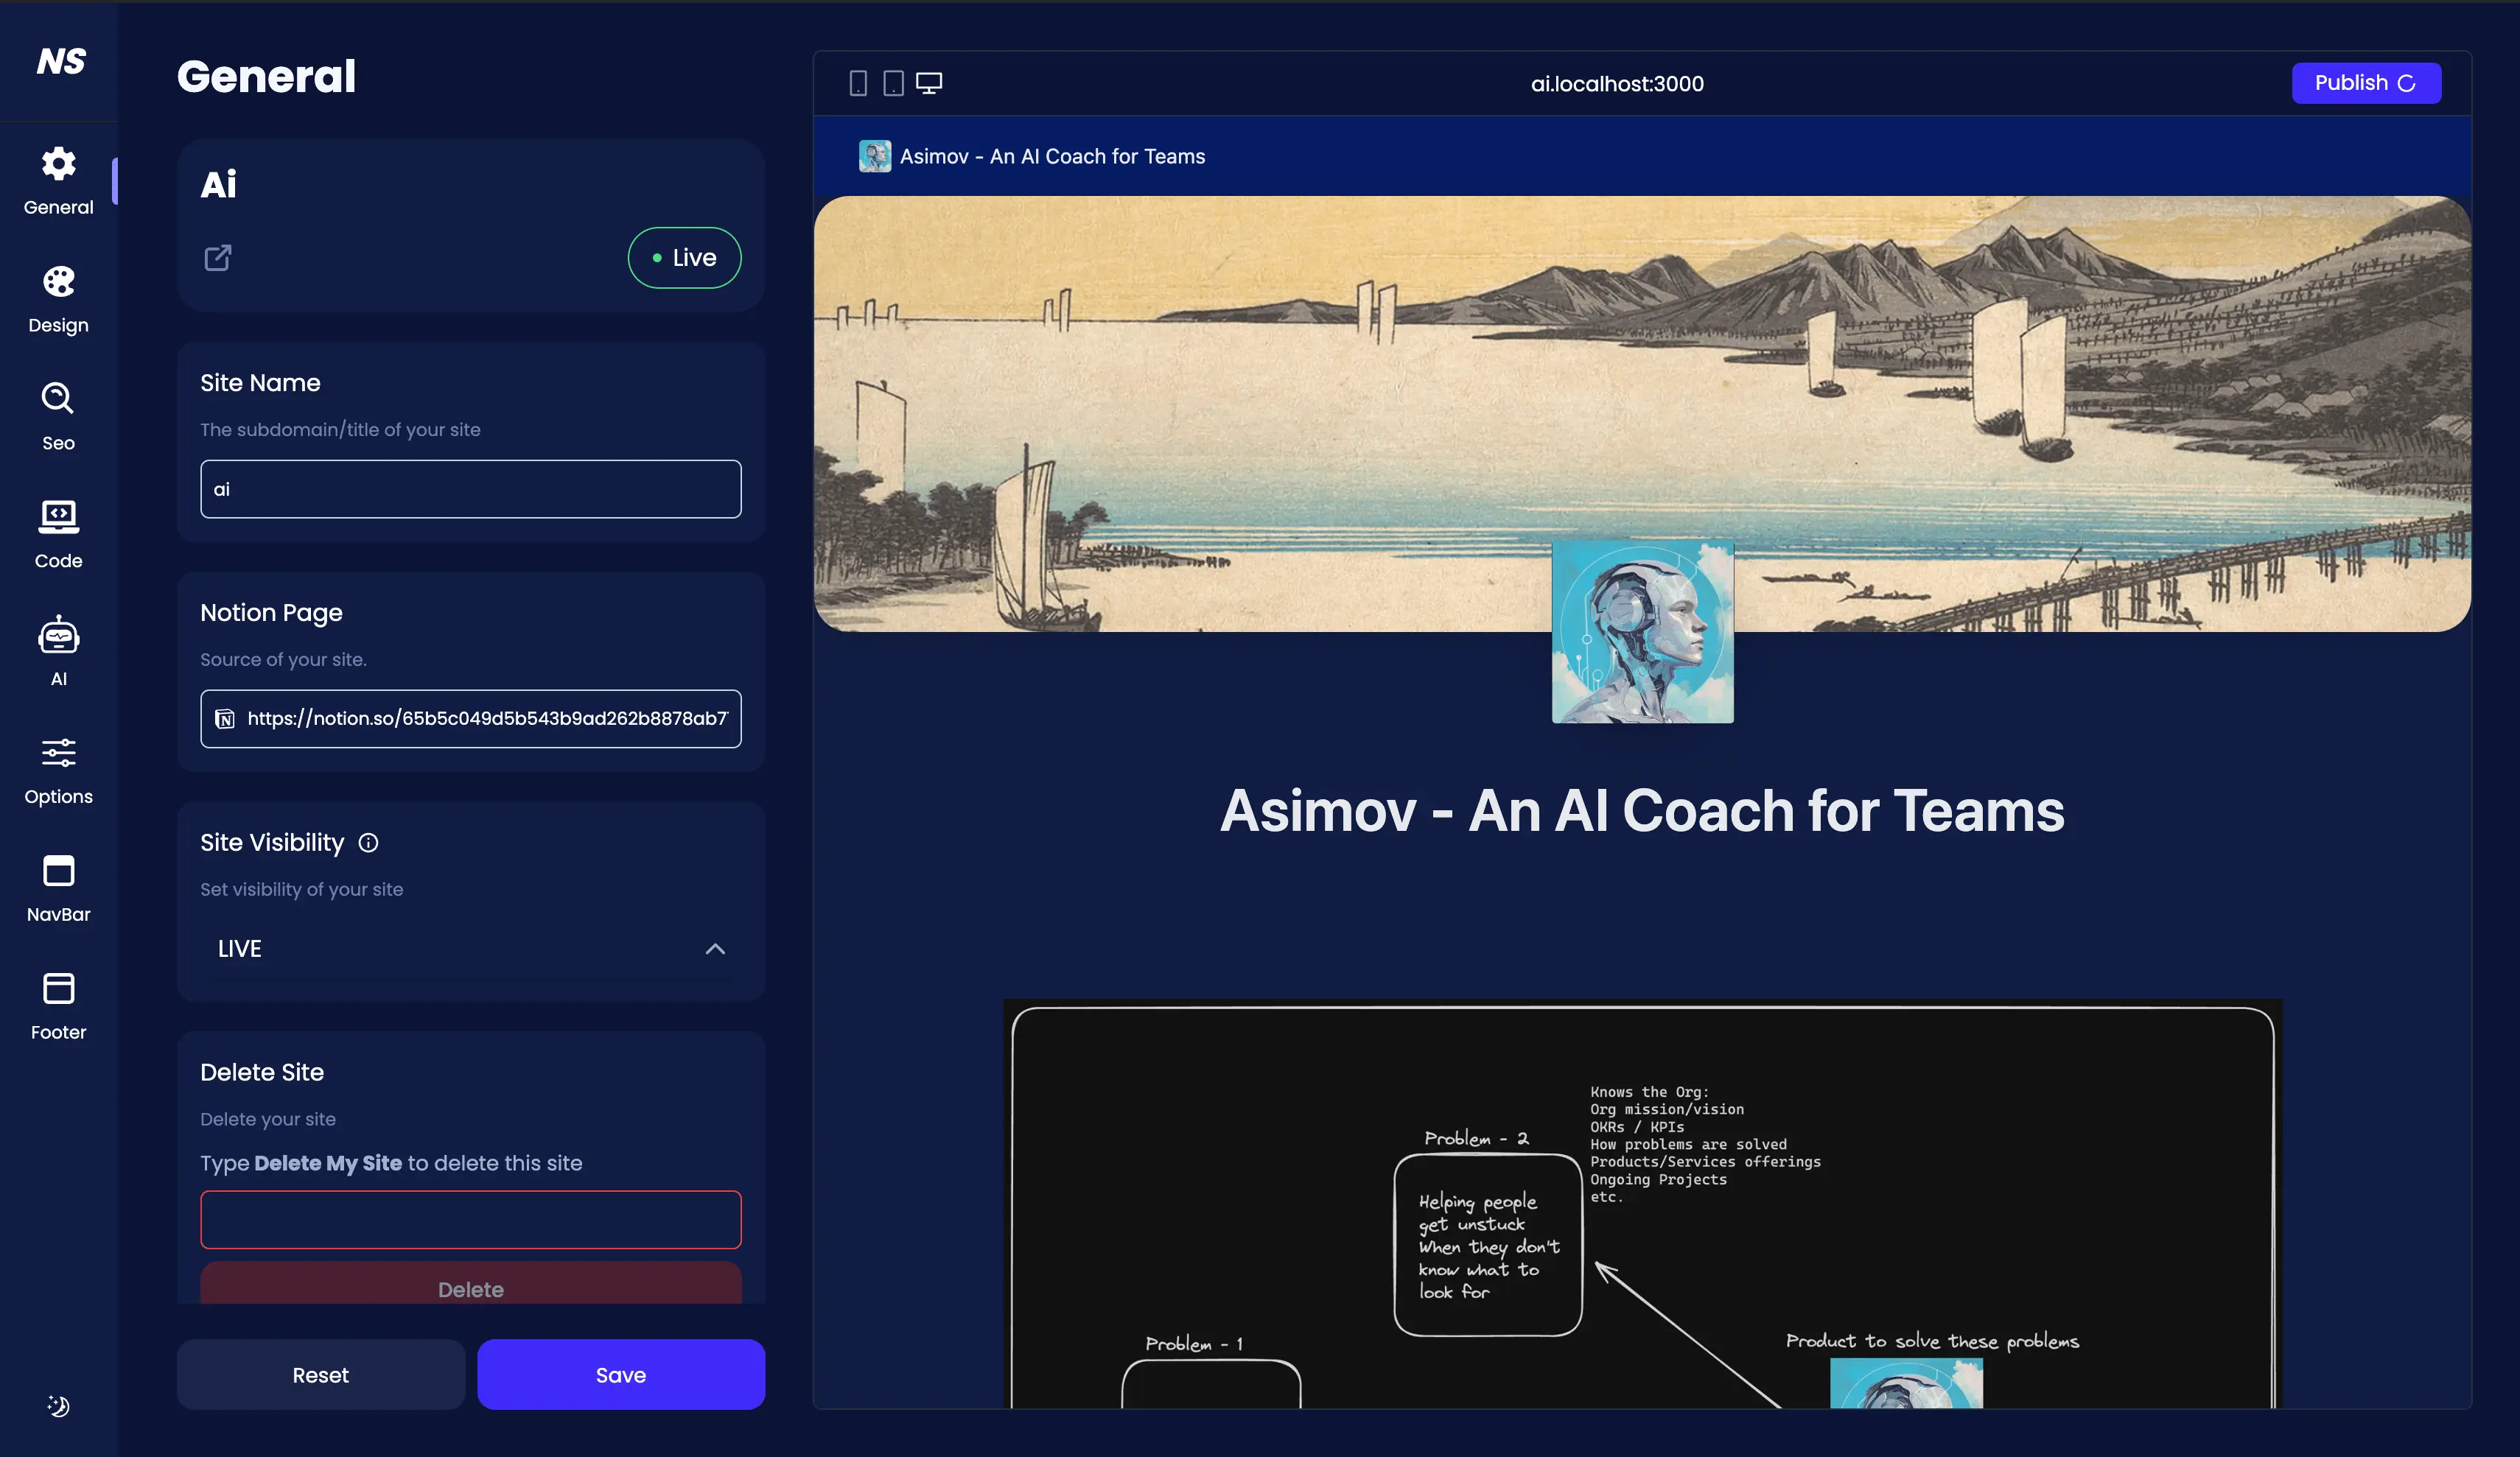 NS
General
Design
Seo
Code
AI
Options
NavBar
Footer
General
Ai
Live
Site Name
The subdomain/title of your site
ai
Notion Page
Source of your site.
https://notion.so/65b5c049d5b543b9ad262b8878ab7
Site Visibility
Set visibility of your site
LIVE
Delete Site
Delete your site
Type Delete My Site to delete this site
Delete
Reset
Save
ai.localhost:3000
Publish
Asimov - An AI Coach for Teams
Asimov - An AI Coach for Teams
Knows the Org:
Org mission/vision
OKRs / KPIs
How problems are solved
Products/Services offerings
Ongoing Projects
etc.
Problem - 2
Helping people
get unstuck
When they don't
know what to
look for
Problem - 1
Product to solve these problems